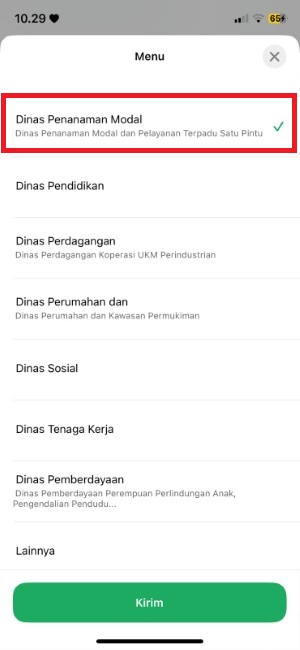 10.29
65
Menu
Dinas Penanaman Modal
Dinas Penanaman Modal dan Pelayanan Terpadu Satu Pintu
Dinas Pendidikan
Dinas Perdagangan
Dinas Perdagangan Koperasi UKM Perindustrian
Dinas Perumahan dan
Dinas Perumahan dan Kawasan Permukiman
Dinas Sosial
Dinas Tenaga Kerja
Dinas Pemberdayaan
Dinas Pemberdayaan Perempuan Perlindungan Anak,
Pengendalian Pendudu...
Lainnya
Kirim